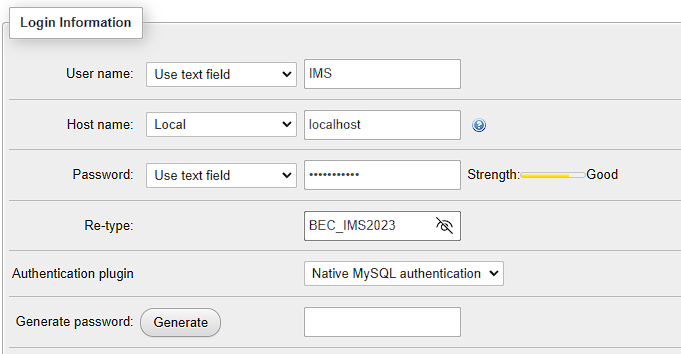 Login Information
User name: Use text field IMS
Host name: Local localhost
Password: Use text field ••••••••••• Strength: Good
Re-type: BEC_IMS2023
Authentication plugin Native MySQL authentication
Generate password: Generate